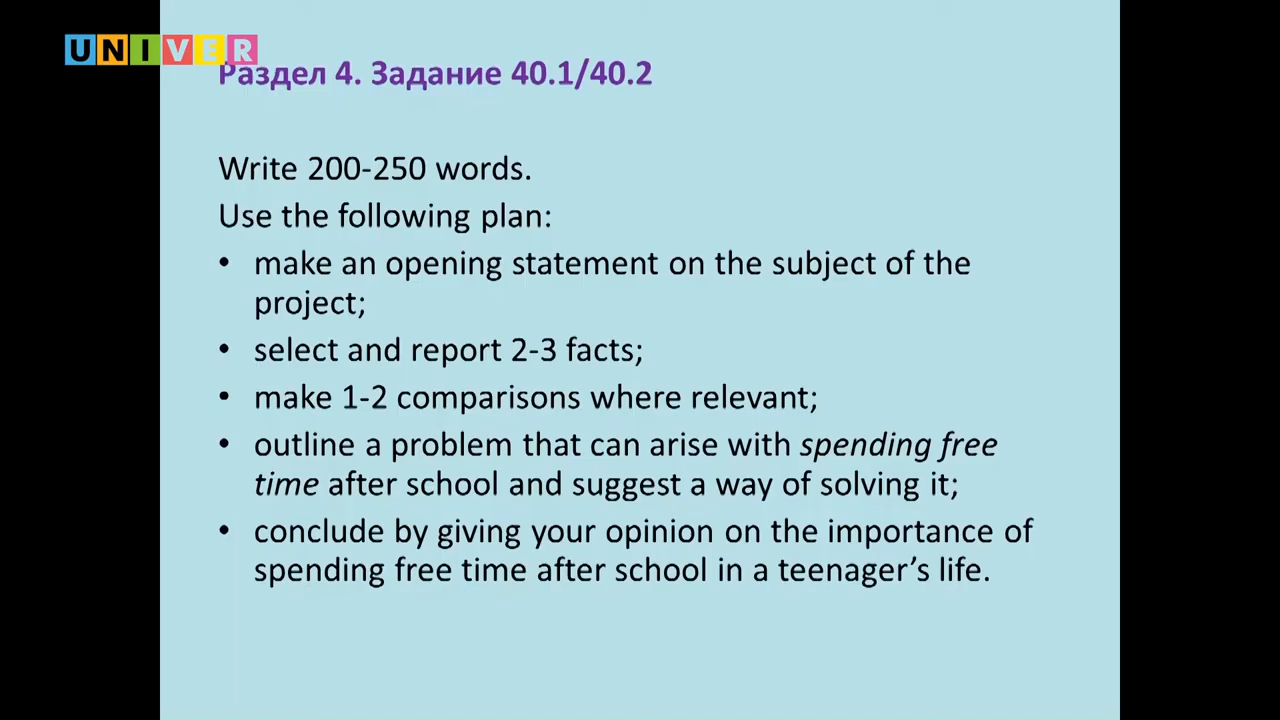 UNIVER
Раздел 4. Задание 40.1/40.2
Write 200-250 words.
Use the following plan:
• make an opening statement on the subject of the
project;
• select and report 2-3 facts;
• make 1-2 comparisons where relevant;
• outline a problem that can arise with spending free
time after school and suggest a way of solving it;
• conclude by giving your opinion on the importance of
spending free time after school in a teenager’s life.